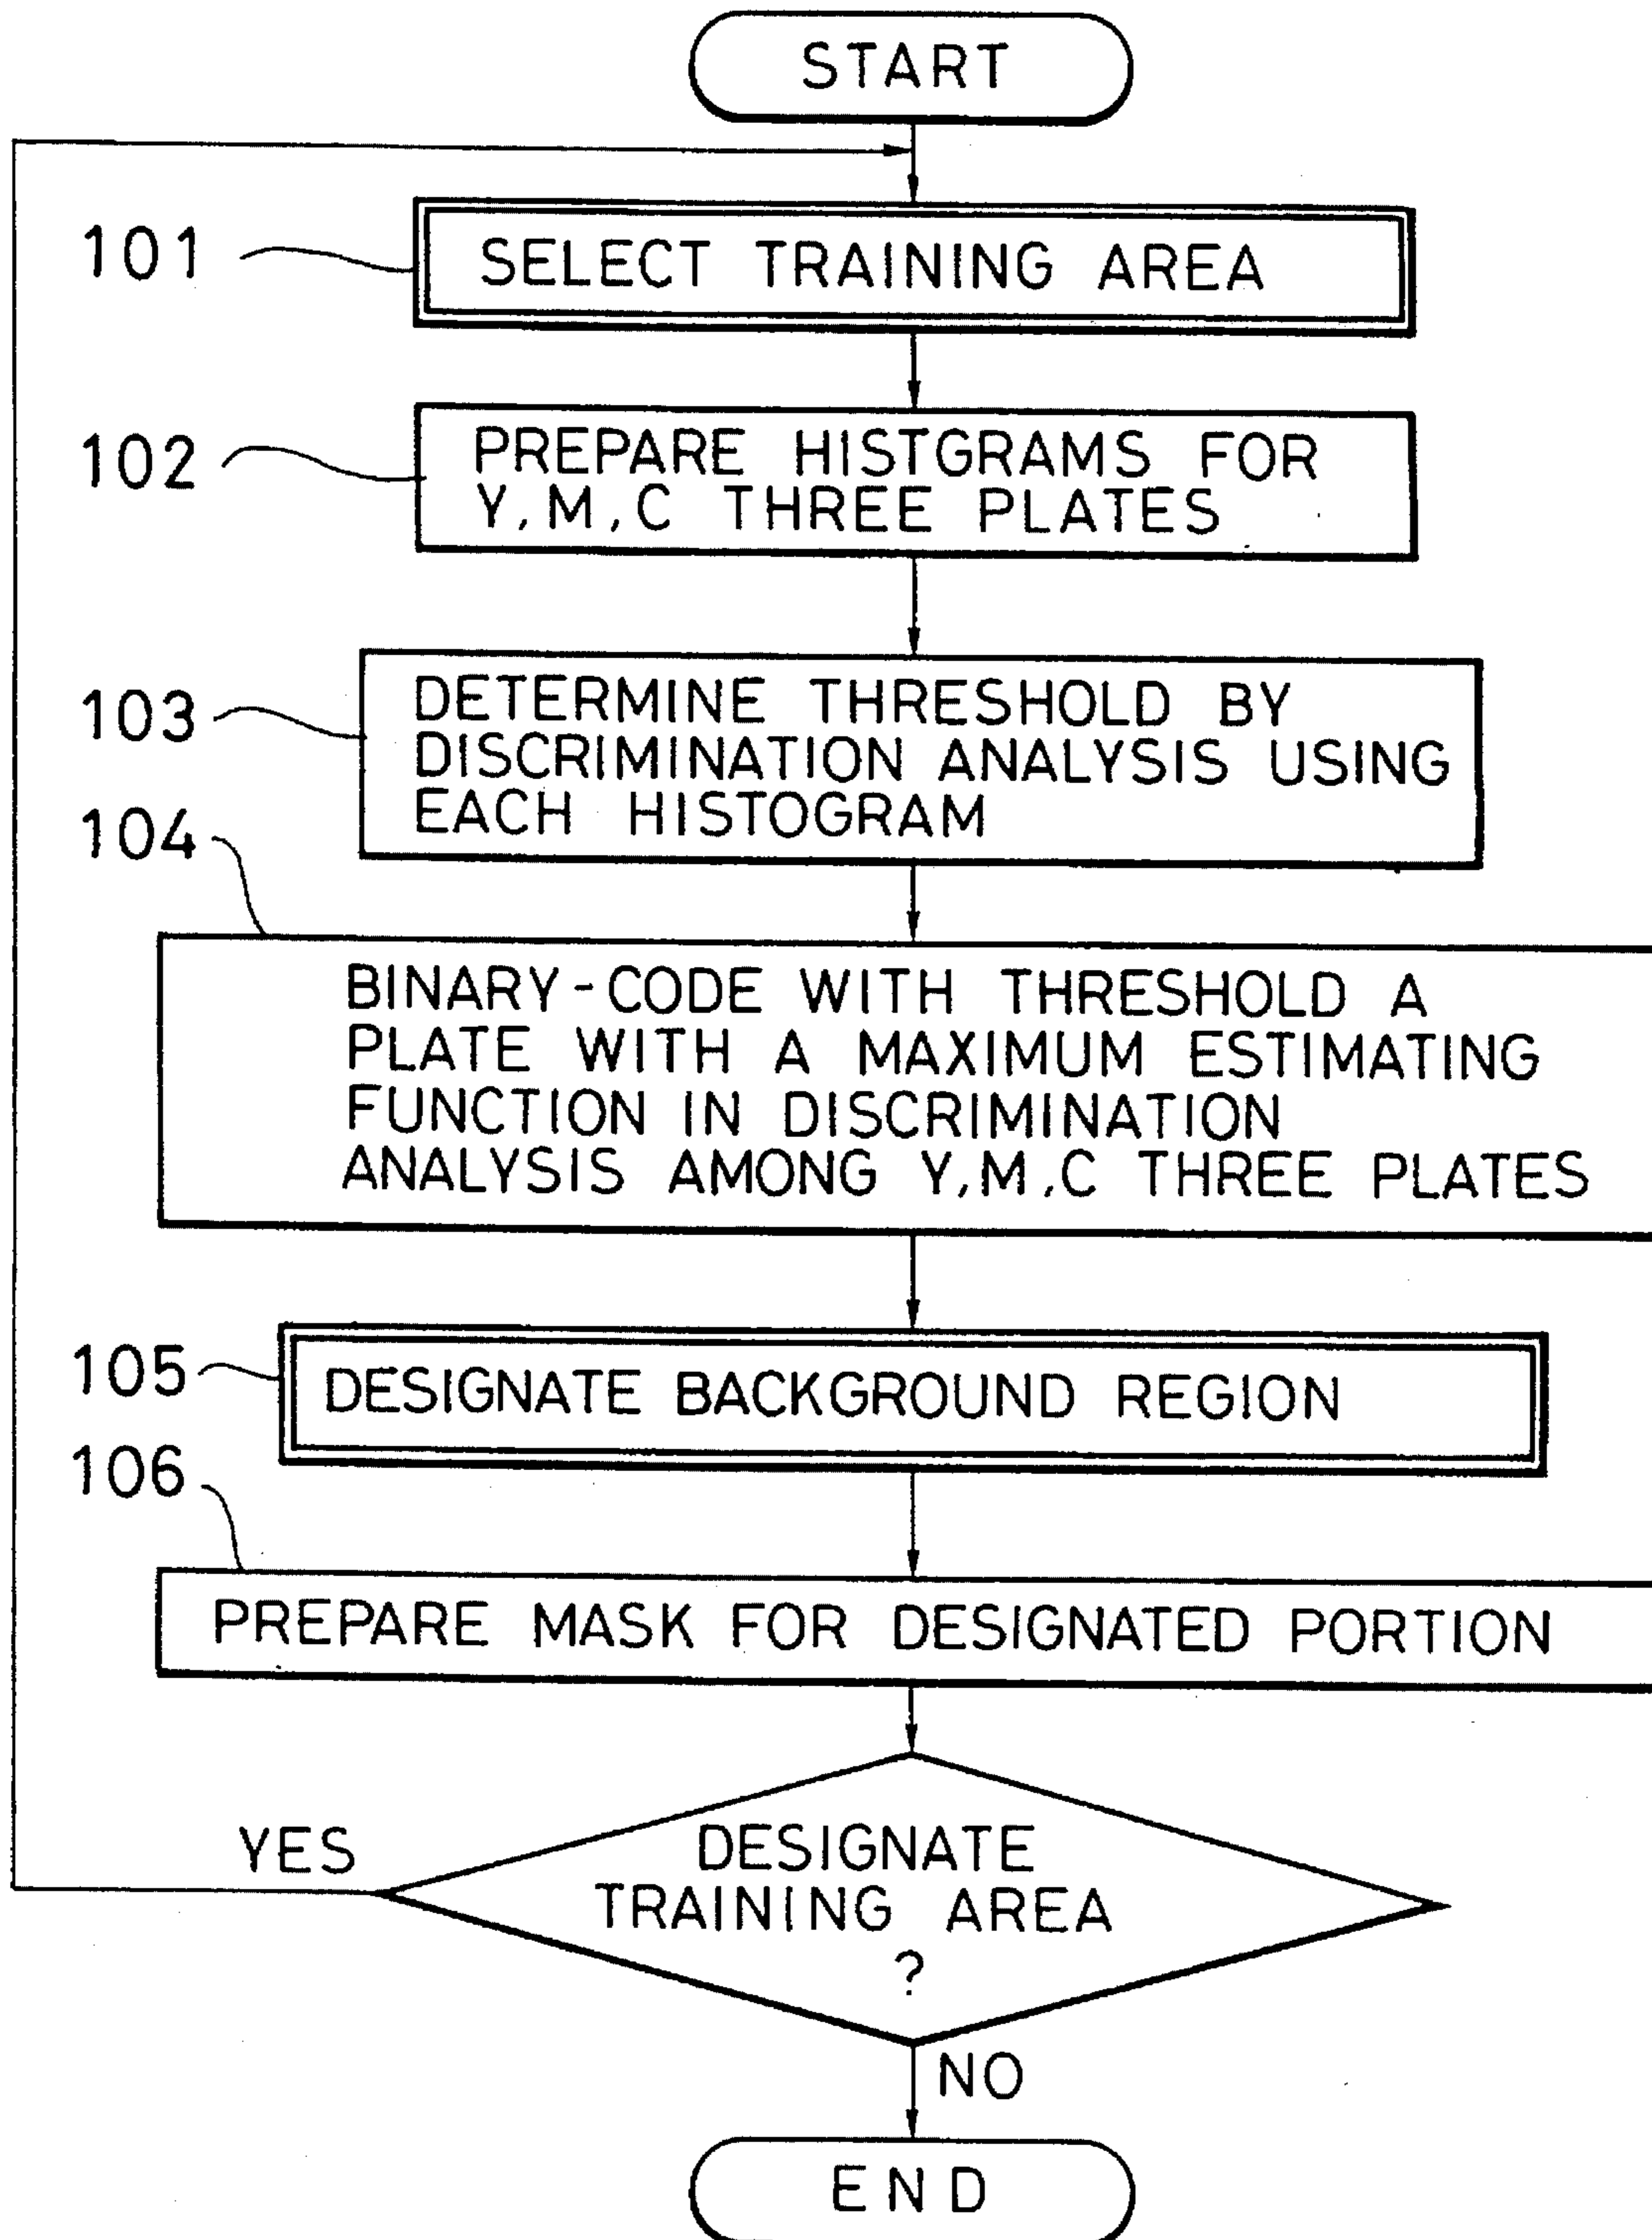 START
101
SELECT TRAINING AREA
102
PREPARE HISTGRAMS FOR
Y, M, C THREE PLATES
103
DETERMINE THRESHOLD BY
DISCRIMINATION ANALYSIS USING
EACH HISTOGRAM
104
BINARY-CODE WITH THRESHOLD A
PLATE WITH A MAXIMUM ESTIMATING
FUNCTION IN DISCRIMINATION
ANALYSIS AMONG Y, M, C THREE PLATES
105
DESIGNATE BACKGROUND REGION
106
PREPARE MASK FOR DESIGNATED PORTION
YES
DESIGNATE
TRAINING AREA
?
NO
END